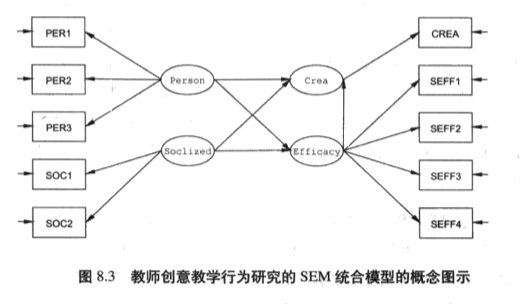 PER1
CREA
PER2
Person
Crea
SEFF1
PER3
SEFF2
SOC1
Soclized
Efficacy
SEFF3
SOC2
SEFF4
图 8.3 教师创意教学行为研究的 SEM 统合模型的概念图示